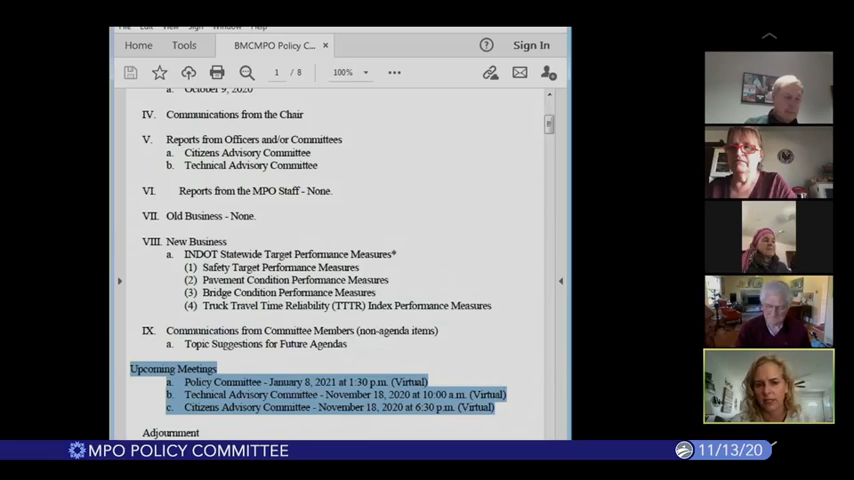 Home Tools BMCMPO Policy C... × Sign In
1 / 8 100%
a. October 9, 2020
IV. Communications from the Chair
V. Reports from Officers and/or Committees
a. Citizens Advisory Committee
b. Technical Advisory Committee
VI. Reports from the MPO Staff - None.
VII. Old Business - None.
VIII. New Business
a. INDOT Statewide Target Performance Measures*
(1) Safety Target Performance Measures
(2) Pavement Condition Performance Measures
(3) Bridge Condition Performance Measures
(4) Truck Travel Time Reliability (TTTR) Index Performance Measures
IX. Communications from Committee Members (non-agenda items)
a. Topic Suggestions for Future Agendas
Upcoming Meetings
a. Policy Committee - January 8, 2021 at 1:30 p.m. (Virtual)
b. Technical Advisory Committee - November 18, 2020 at 10:00 a.m. (Virtual)
c. Citizens Advisory Committee - November 18, 2020 at 6:30 p.m. (Virtual)
Adjournment
MPO POLICY COMMITTEE 11/13/20